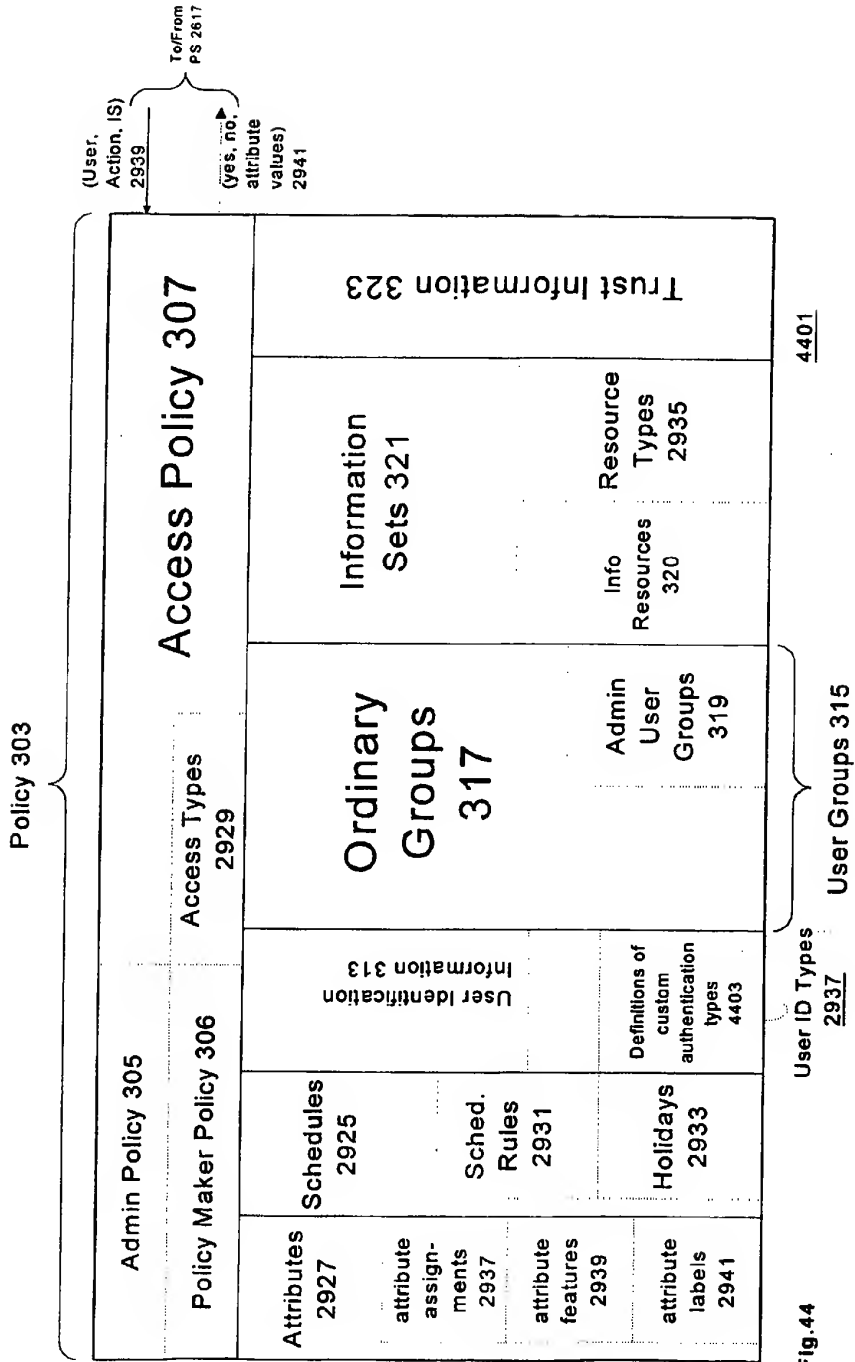 Policy 303
(User,
Action, IS)
2939
To/From
PS 2617
(yes, no,
attribute
values)
2941
Admin Policy 305
Policy Maker Policy 306
Access Types
2929
Access Policy 307
Attributes
2927
attribute
assign-
ments
2937
attribute
features
2939
attribute
labels
2941
Schedules
2925
Sched.
Rules
2931
Holidays
2933
User Identification
Information 313
Definitions of
custom
authentication
types
4403
Ordinary
Groups
317
Admin
User
Groups
319
Information
Sets 321
Info
Resources
320
Resource
Types
2935
Trust Information 323
User ID Types
2937
User Groups 315
4401
Fig.44